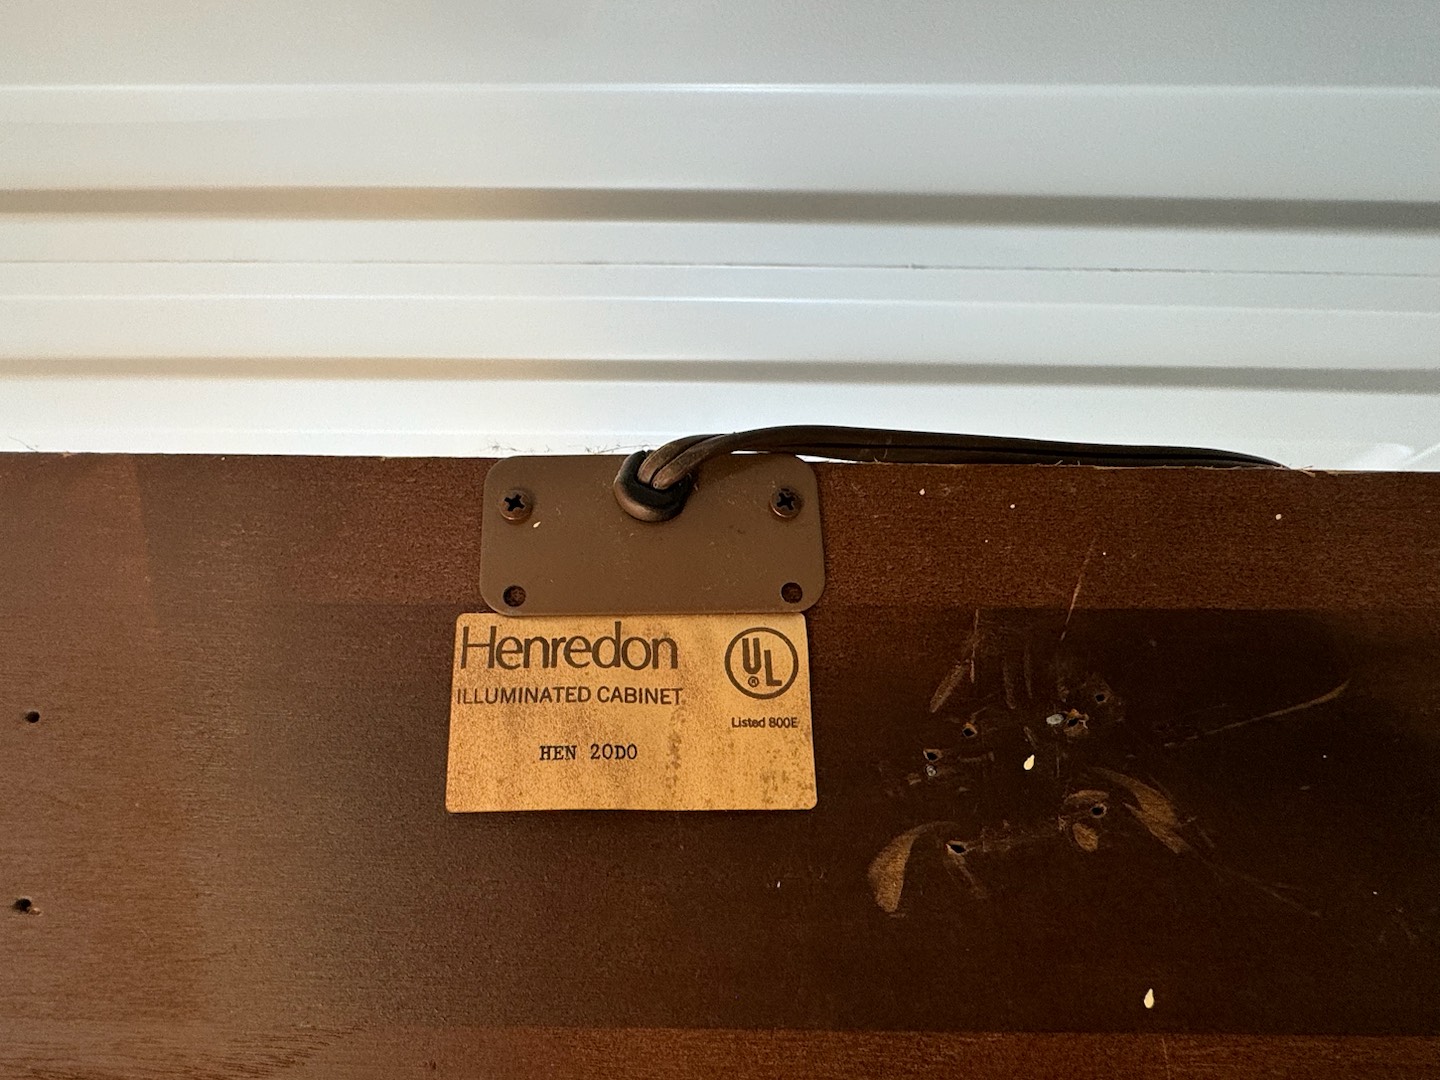 Henredon
ILLUMINATED CABINET
HEN 20D0
UL
®
Listed 800E